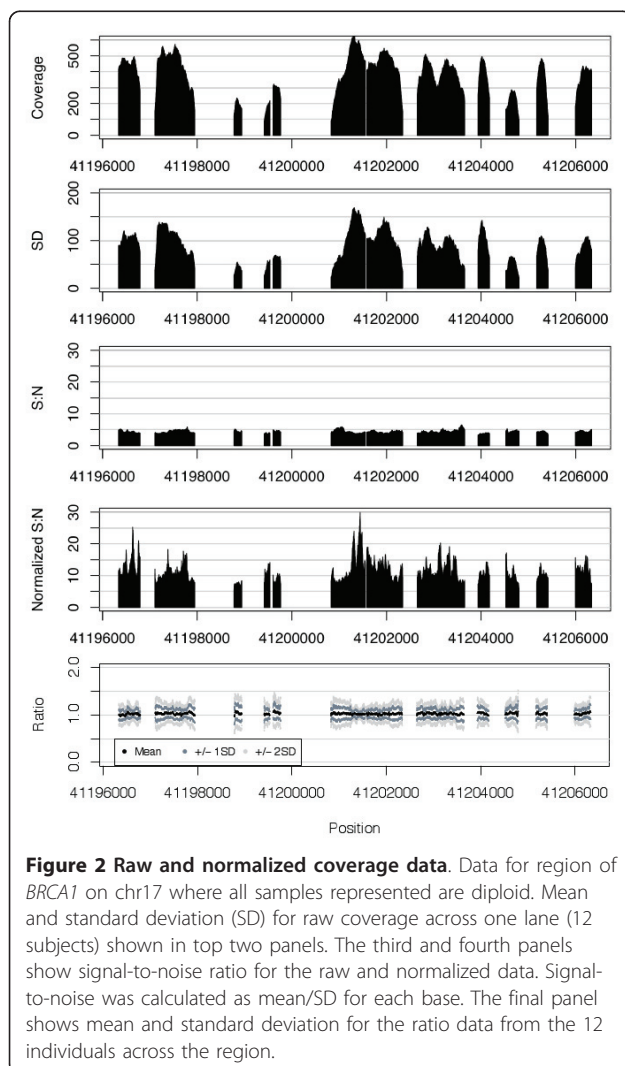 Coverage
500
200
0
41196000 41198000 41200000 41202000 41204000 41206000
SD
200
100
0
41196000 41198000 41200000 41202000 41204000 41206000
S:N
30
20
10
0
41196000 41198000 41200000 41202000 41204000 41206000
Normalized S:N
30
20
10
0
41196000 41198000 41200000 41202000 41204000 41206000
Ratio
2.0
1.0
0.0
Mean +/- 1SD +/- 2SD
41196000 41198000 41200000 41202000 41204000 41206000
Position
Figure 2 Raw and normalized coverage data. Data for region of
BRCA1 on chr17 where all samples represented are diploid. Mean
and standard deviation (SD) for raw coverage across one lane (12
subjects) shown in top two panels. The third and fourth panels
show signal-to-noise ratio for the raw and normalized data. Signal-
to-noise was calculated as mean/SD for each base. The final panel
shows mean and standard deviation for the ratio data from the 12
individuals across the region.